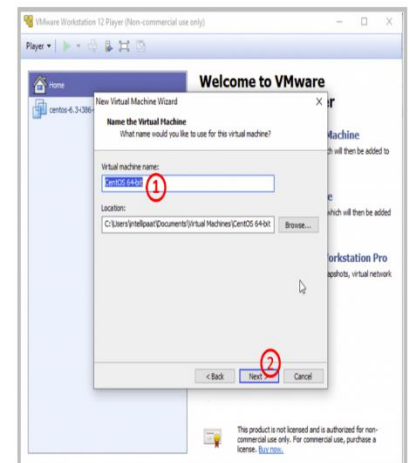 VMware Workstation 12 Player (Non-commercial use only)
Player
Home
centos-6.3-i386-
Welcome to VMware
r
New Virtual Machine Wizard
X
Name the Virtual Machine
What name would you like to use for this virtual machine?
Virtual machine name:
CentOS 64-bit
1
Location:
C:\Users\intellipaat\Documents\Virtual Machines\CentOS 64-bit
Browse...
2
< Back
Next >
Cancel
Machine
ch will then be added to
e
which will then be added
orkstation Pro
apshots, virtual network
This product is not licensed and is authorized for non-
commercial use only. For commercial use, purchase a
license. Buy now.